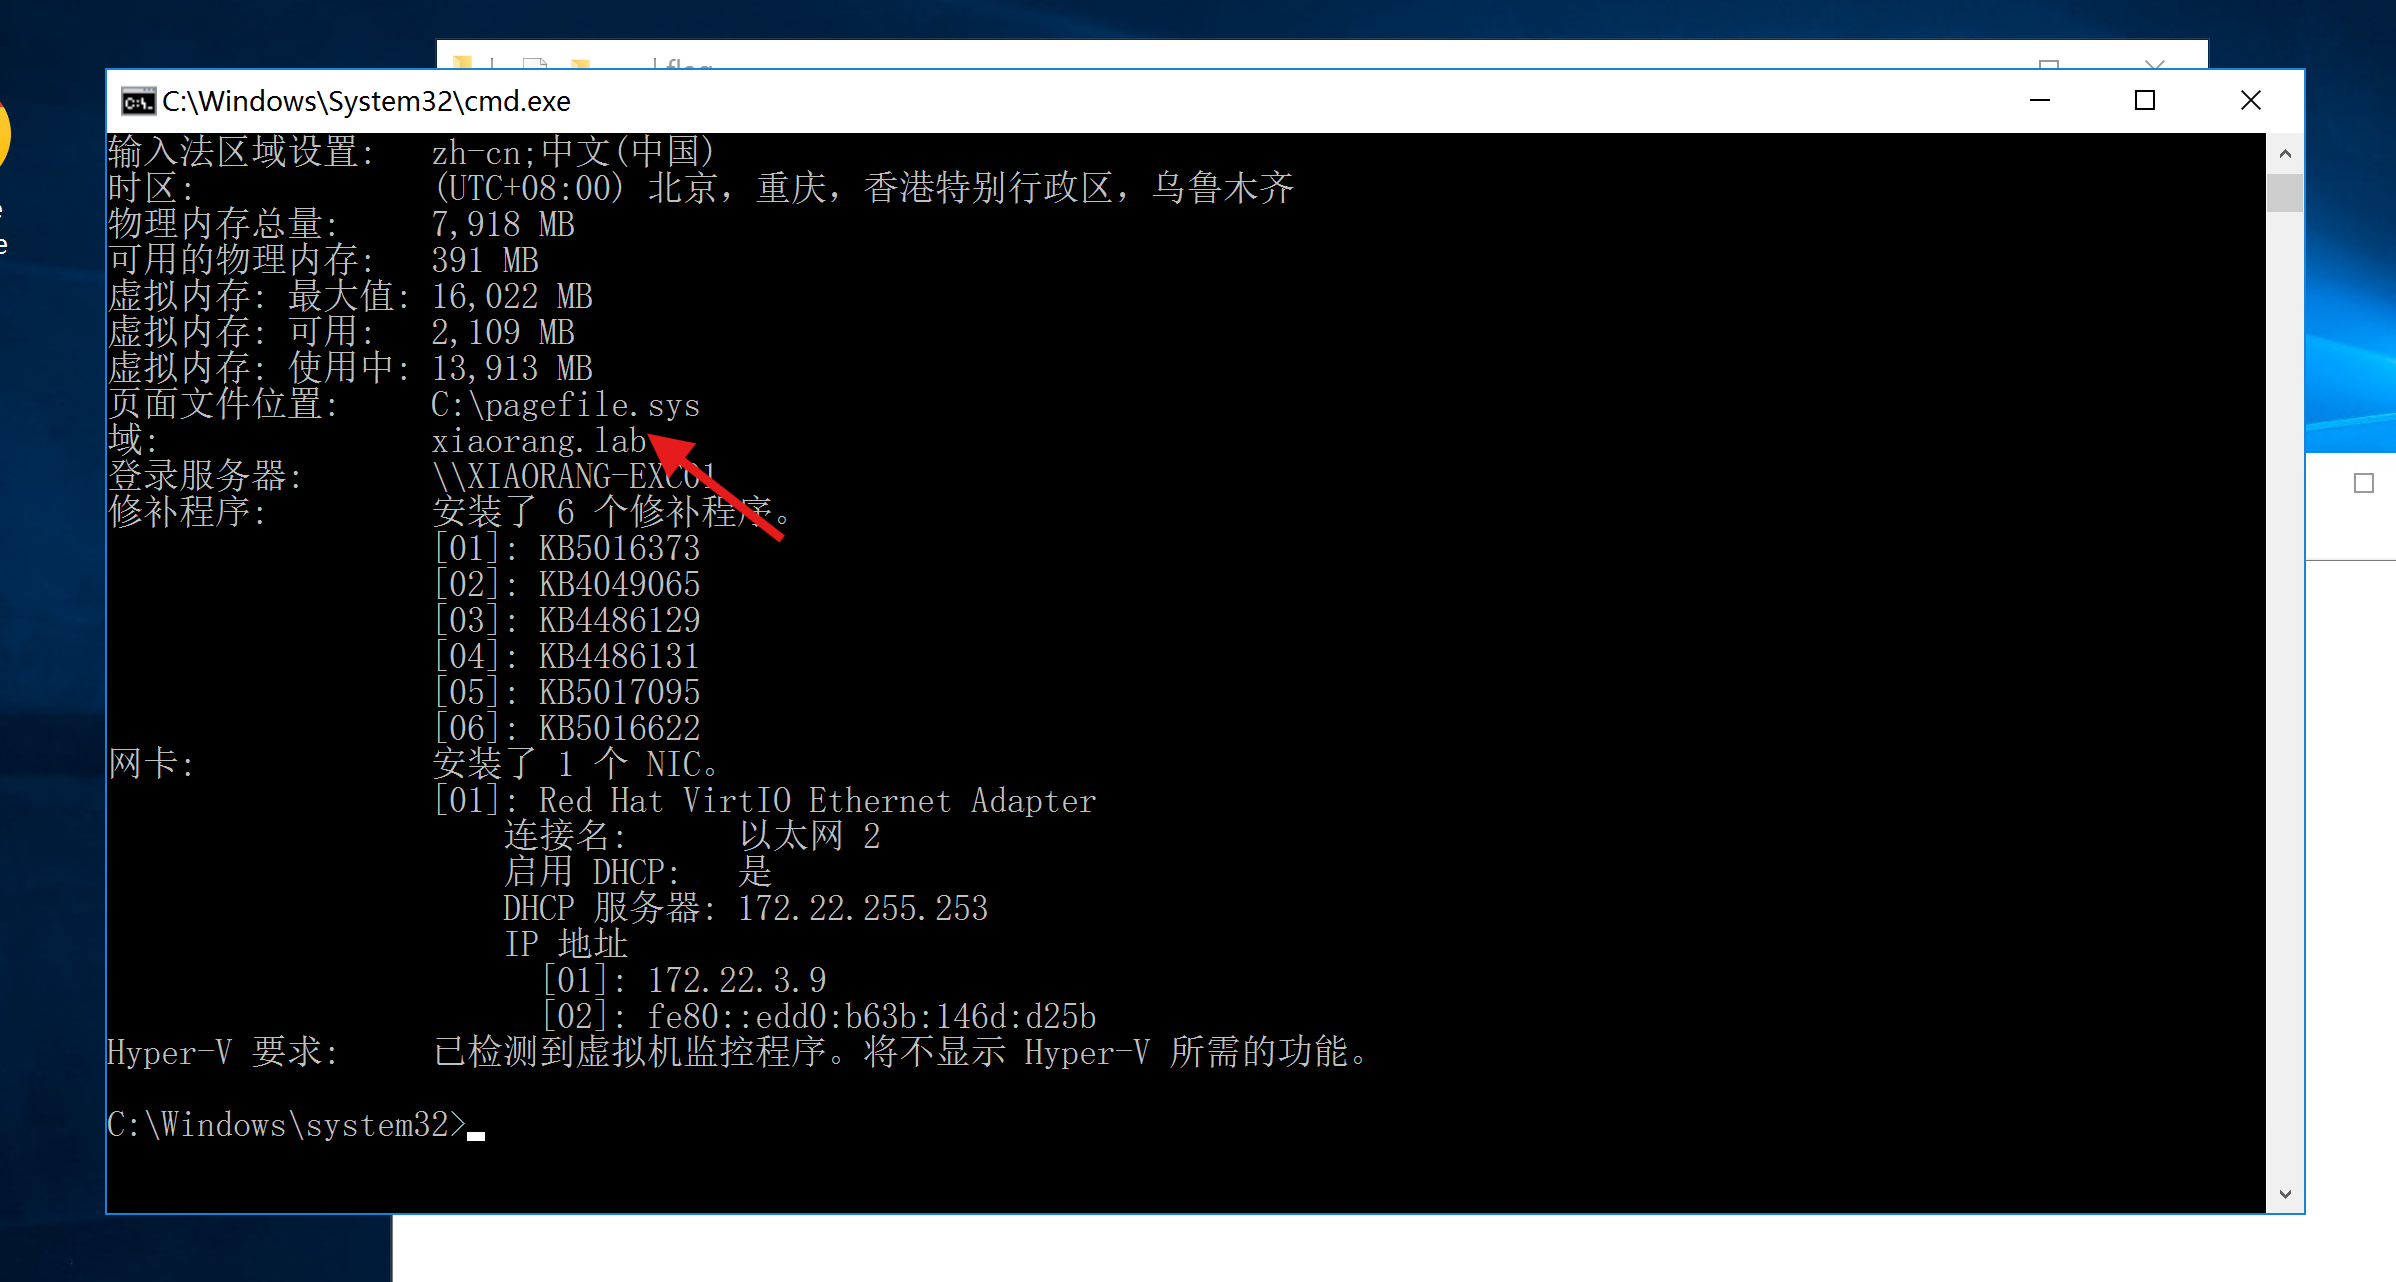 C:\Windows\System32\cmd.exe
输入法区域设置: zh-cn;中文(中国)
时区: (UTC+08:00) 北京，重庆，香港特别行政区，乌鲁木齐
物理内存总量: 7,918 MB
可用的物理内存: 391 MB
虚拟内存: 最大值: 16,022 MB
虚拟内存: 可用: 2,109 MB
虚拟内存: 使用中: 13,913 MB
页面文件位置: C:\pagefile.sys
域: xiaorang.lab
登录服务器: \\XIAORANG-EXC01
修补程序: 安装了 6 个修补程序。
[01]: KB5016373
[02]: KB4049065
[03]: KB4486129
[04]: KB4486131
[05]: KB5017095
[06]: KB5016622
网卡: 安装了 1 个 NIC。
[01]: Red Hat VirtIO Ethernet Adapter
连接名: 以太网 2
启用 DHCP: 是
DHCP 服务器: 172.22.255.253
IP 地址
[01]: 172.22.3.9
[02]: fe80::edd0:b63b:146d:d25b
Hyper-V 要求: 已检测到虚拟机监控程序。将不显示 Hyper-V 所需的功能。
C:\Windows\system32>